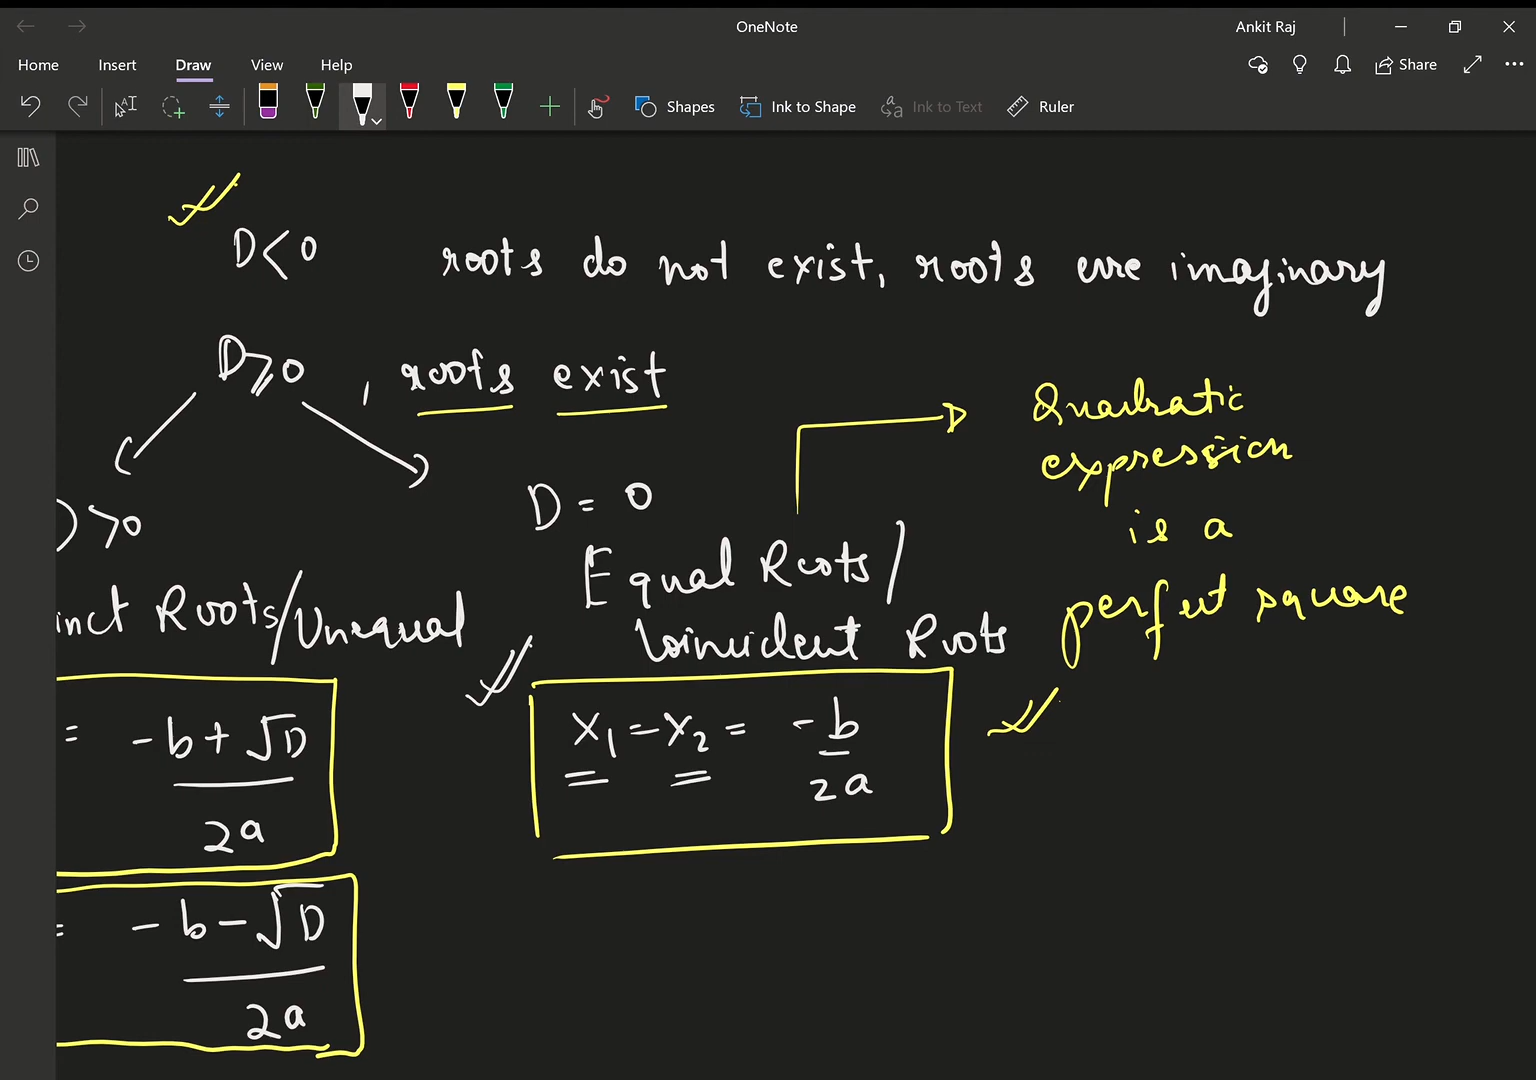 OneNote
Ankit Raj
Home Insert Draw View Help
Share
Shapes Ink to Shape Ink to Text Ruler
D<0 roots do not exist, roots are imaginary
D⩾0 , roots exist
Quadratic
expression
is a
perfect square
D = 0
Equal Roots/
Coincident Roots
>0
inct Roots/Unequal
x₁=x₂= -b
2a
= -b+√D
2a
= -b-√D
2a